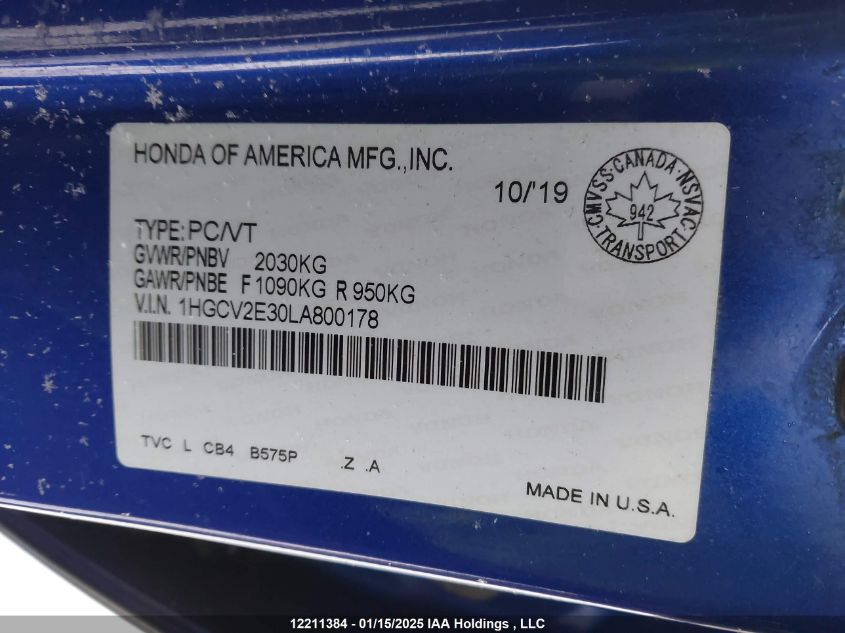 HONDA OF AMERICA MFG.,INC.
10/'19
CMVSS·CANADA·NSVAC
942
TRANSPORT
TYPE: PC/VT
GVWR/PNBV 2030KG
GAWR/PNBE F 1090KG R 950KG
V.I.N. 1HGCV2E30LA800178
TVC L CB4 B575P .Z .A
MADE IN U.S.A.
12211384 - 01/15/2025 IAA Holdings , LLC